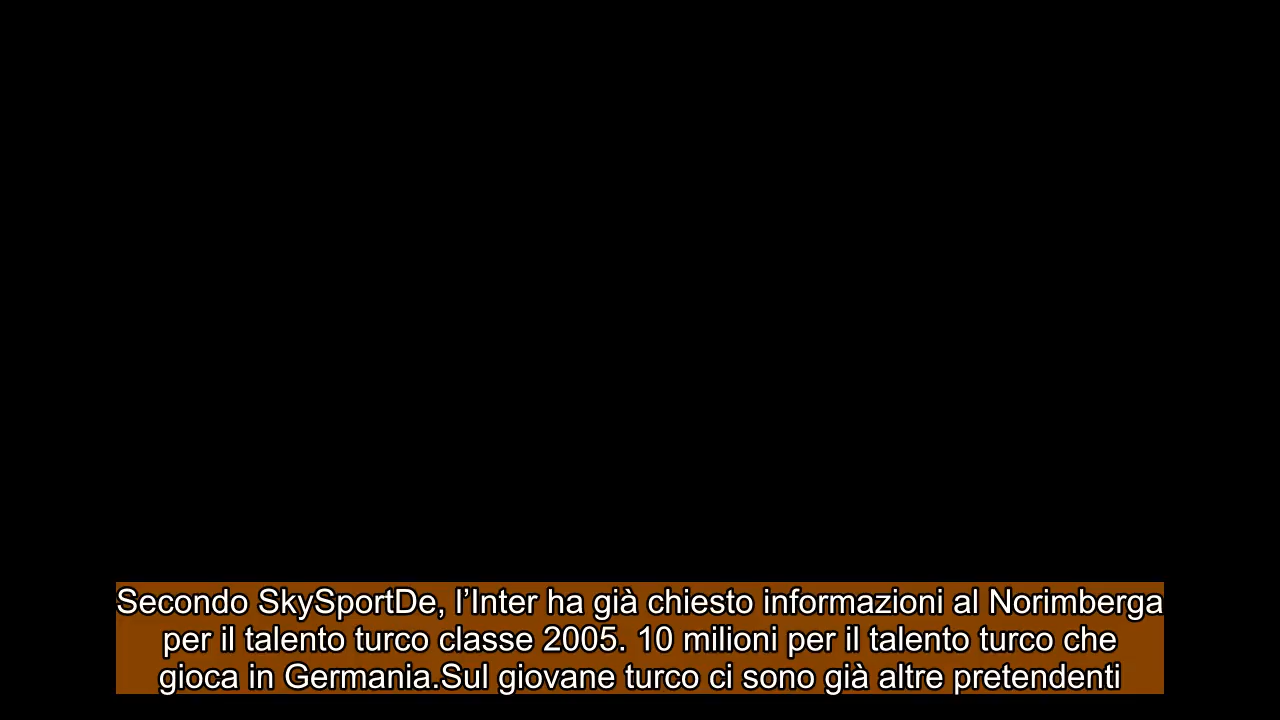 Secondo SkySportDe, l’Inter ha già chiesto informazioni al Norimberga
per il talento turco classe 2005. 10 milioni per il talento turco che
gioca in Germania.Sul giovane turco ci sono già altre pretendenti